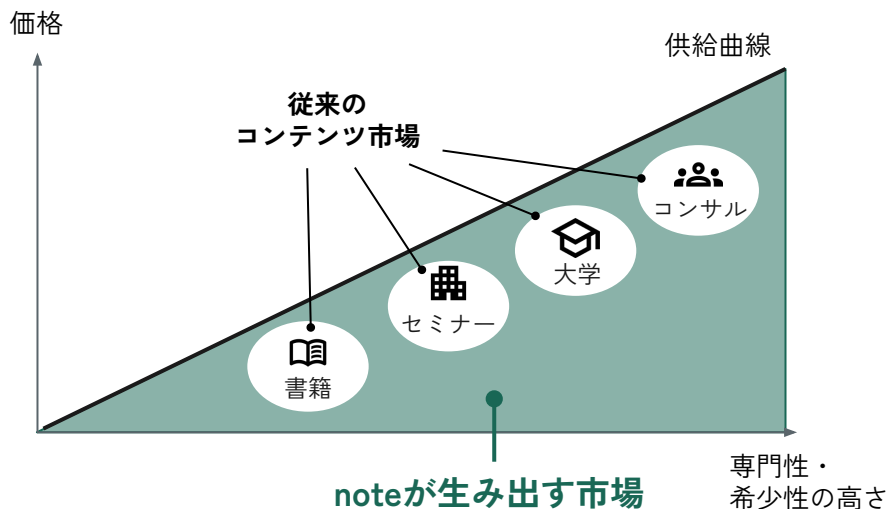 価格
供給曲線
従来の
コンテンツ市場
コンサル
大学
セミナー
書籍
noteが生み出す市場
専門性・
希少性の高さ